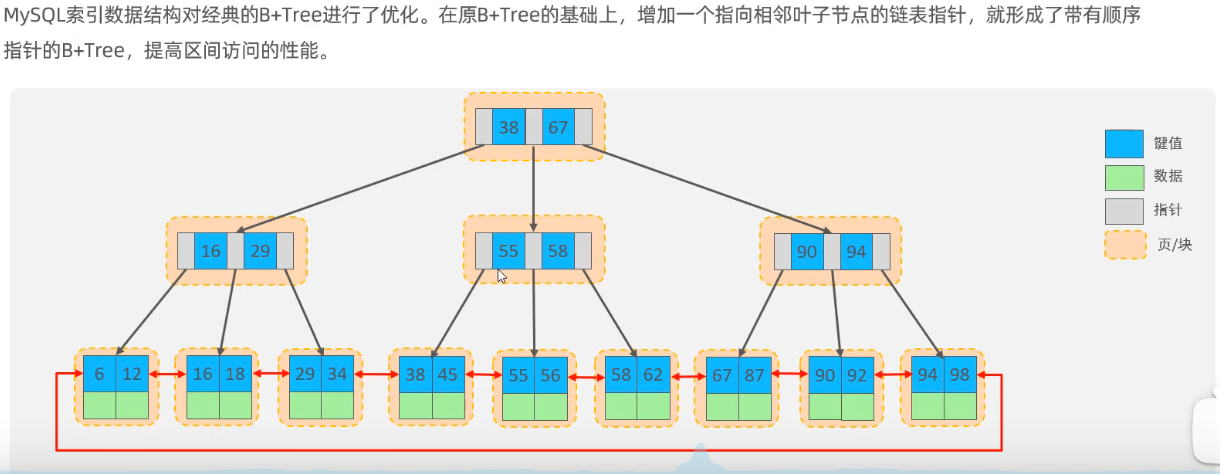 MySQL索引数据结构对经典的B+Tree进行了优化。在原B+Tree的基础上，增加一个指向相邻叶子节点的链表指针，就形成了带有顺序
指针的B+Tree，提高区间访问的性能。
38 67
键值
数据
指针
页/块
16 29
55 58
90 94
6 12
16 18
29 34
38 45
55 56
58 62
67 87
90 92
94 98